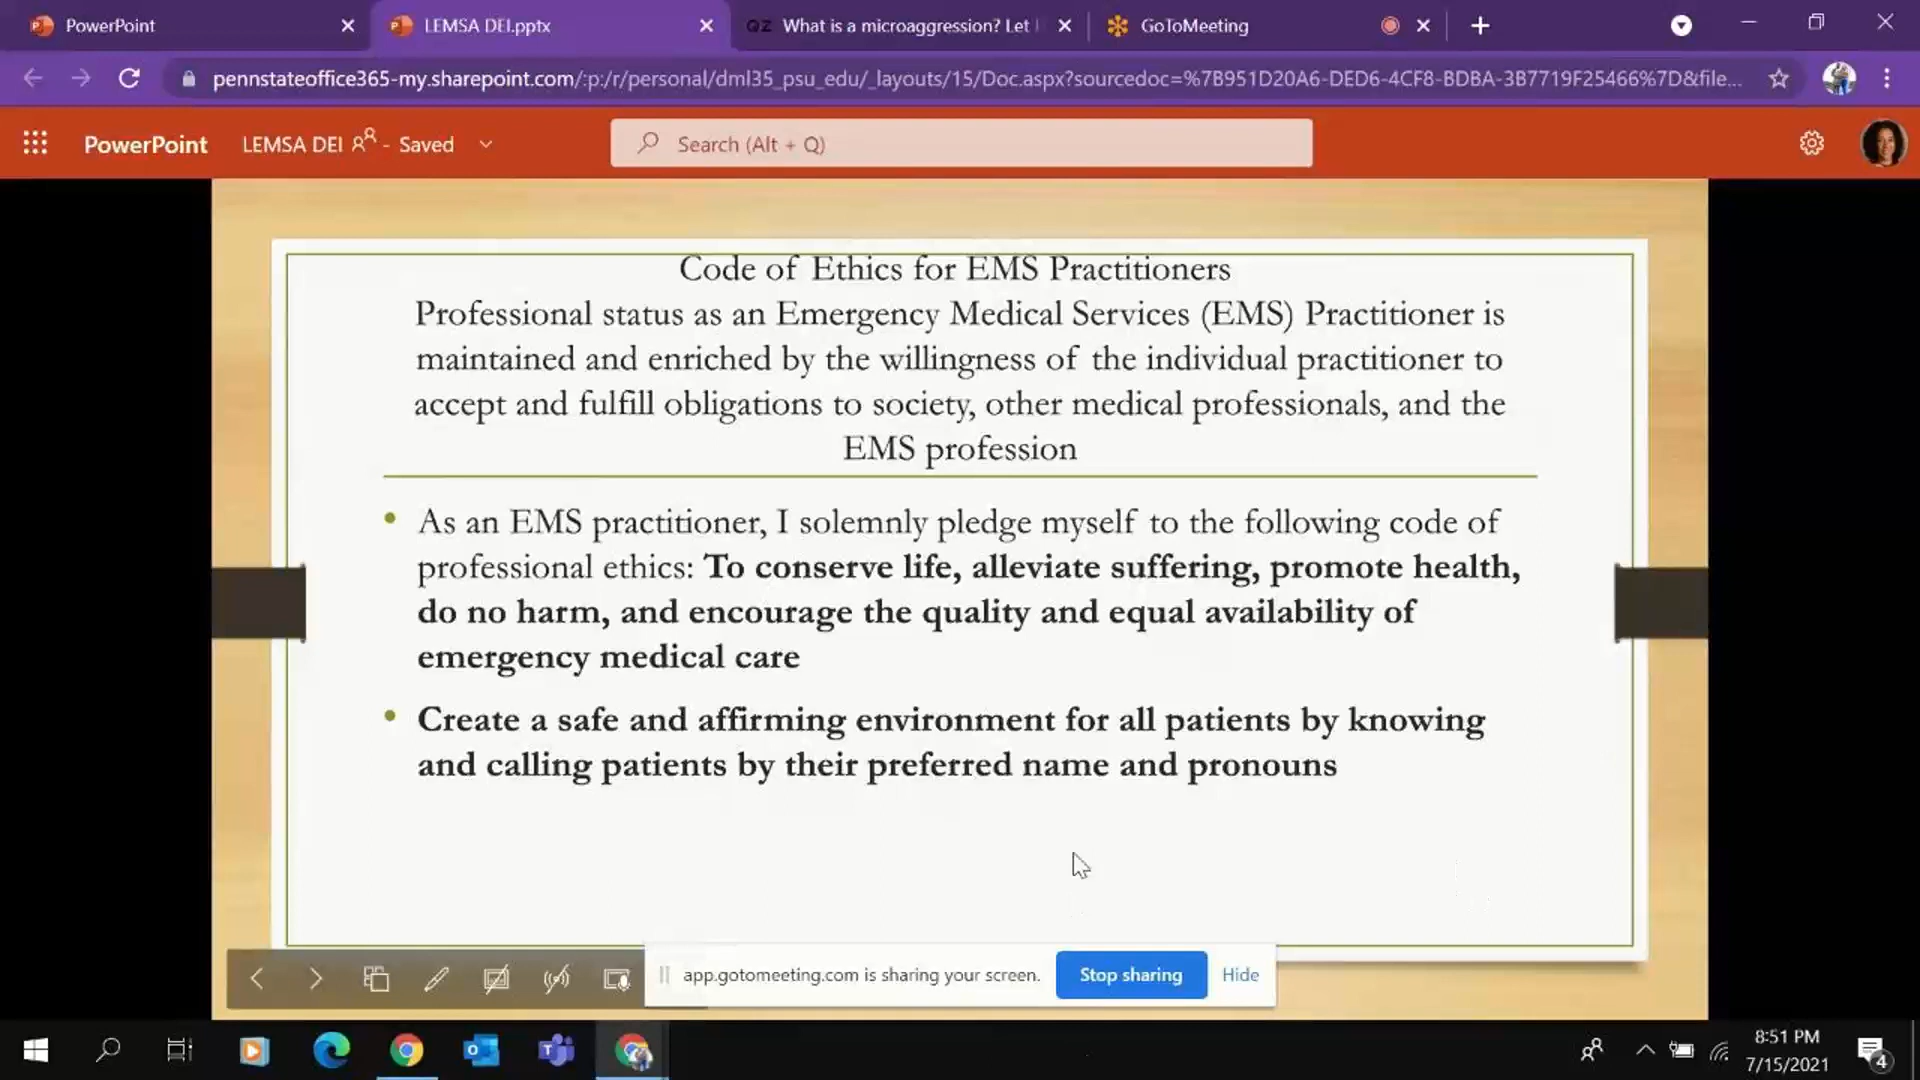 PowerPoint
LEMSA DEI.pptx
QZ What is a microaggression? Let
GoToMeeting
pennstateoffice365-my.sharepoint.com/:p:/r/personal/dml35_psu_edu/_layouts/15/Doc.aspx?sourcedoc=%7B951D20A6-DED6-4CF8-BDBA-3B7719F25466%7D&file...
PowerPoint
LEMSA DEI - Saved
Search (Alt + Q)
Code of Ethics for EMS Practitioners
Professional status as an Emergency Medical Services (EMS) Practitioner is
maintained and enriched by the willingness of the individual practitioner to
accept and fulfill obligations to society, other medical professionals, and the
EMS profession
• As an EMS practitioner, I solemnly pledge myself to the following code of
professional ethics: To conserve life, alleviate suffering, promote health,
do no harm, and encourage the quality and equal availability of
emergency medical care
• Create a safe and affirming environment for all patients by knowing
and calling patients by their preferred name and pronouns
app.gotomeeting.com is sharing your screen.
Stop sharing
Hide
8:51 PM
7/15/2021
4